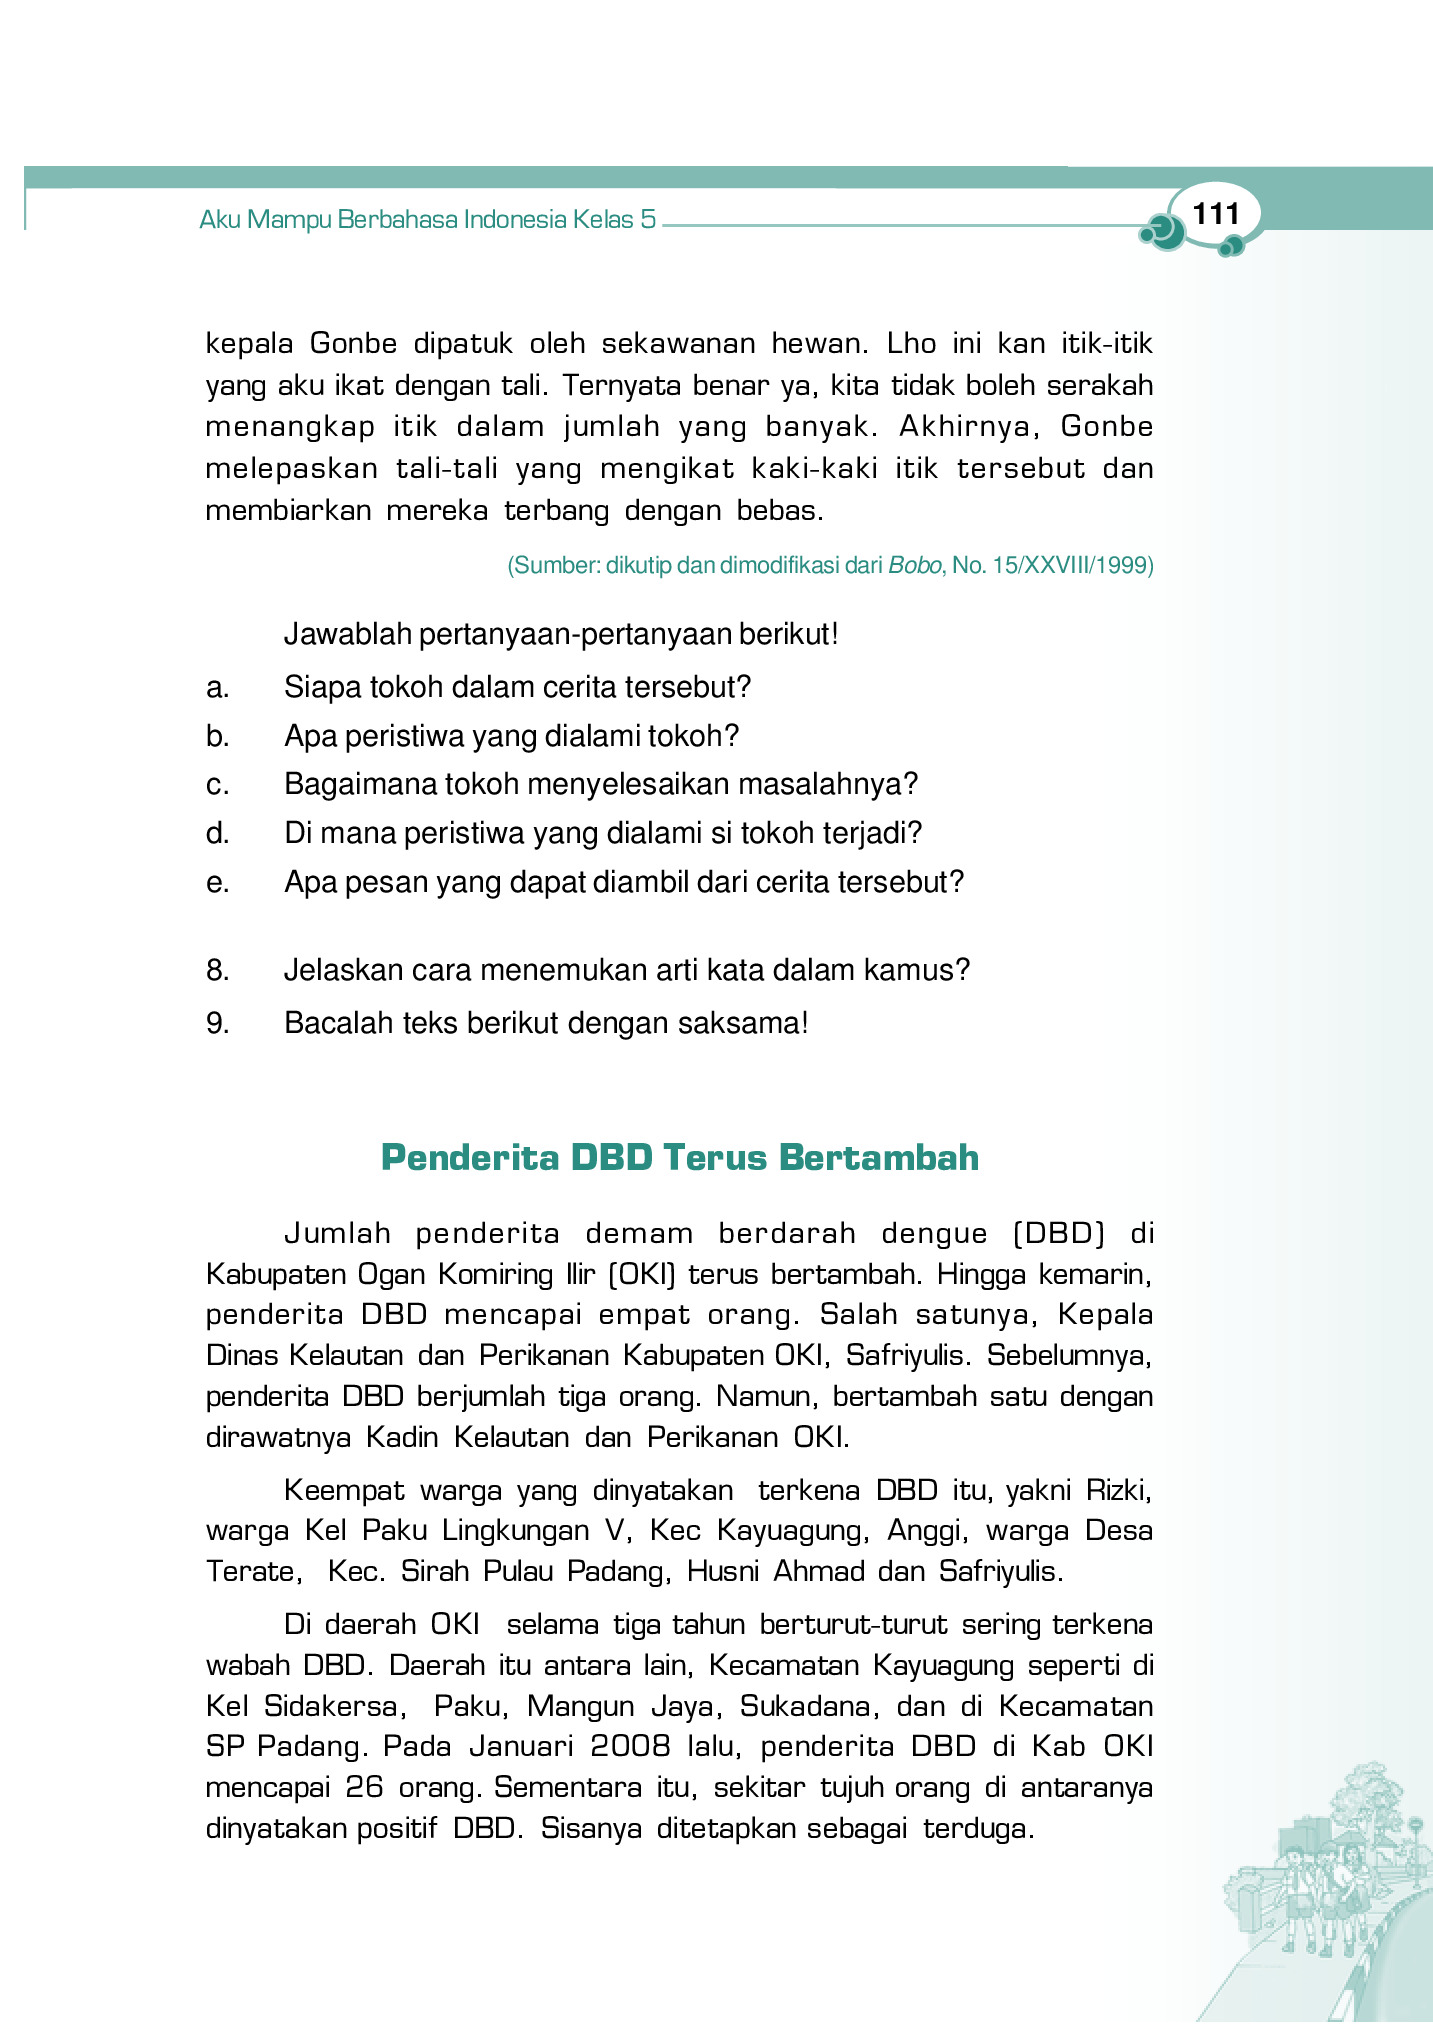 Aku Mampu Berbahasa Indonesia Kelas 5
111
kepala Gonbe dipatuk oleh sekawanan hewan. Lho ini kan itik-itik
yang aku ikat dengan tali. Ternyata benar ya, kita tidak boleh serakah
menangkap itik dalam jumlah yang banyak. Akhirnya, Gonbe
melepaskan tali-tali yang mengikat kaki-kaki itik tersebut dan
membiarkan mereka terbang dengan bebas.
(Sumber: dikutip dan dimodifikasi dari Bobo, No. 15/XXVIII/1999)
Jawablah pertanyaan-pertanyaan berikut!
a. Siapa tokoh dalam cerita tersebut?
b. Apa peristiwa yang dialami tokoh?
c. Bagaimana tokoh menyelesaikan masalahnya?
d. Di mana peristiwa yang dialami si tokoh terjadi?
e. Apa pesan yang dapat diambil dari cerita tersebut?
8. Jelaskan cara menemukan arti kata dalam kamus?
9. Bacalah teks berikut dengan saksama!
Penderita DBD Terus Bertambah
Jumlah penderita demam berdarah dengue (DBD) di
Kabupaten Ogan Komiring Ilir (OKI) terus bertambah. Hingga kemarin,
penderita DBD mencapai empat orang. Salah satunya, Kepala
Dinas Kelautan dan Perikanan Kabupaten OKI, Safriyulis. Sebelumnya,
penderita DBD berjumlah tiga orang. Namun, bertambah satu dengan
dirawatnya Kadin Kelautan dan Perikanan OKI.
Keempat warga yang dinyatakan terkena DBD itu, yakni Rizki,
warga Kel Paku Lingkungan V, Kec Kayuagung, Anggi, warga Desa
Terate, Kec. Sirah Pulau Padang, Husni Ahmad dan Safriyulis.
Di daerah OKI selama tiga tahun berturut-turut sering terkena
wabah DBD. Daerah itu antara lain, Kecamatan Kayuagung seperti di
Kel Sidakersa, Paku, Mangun Jaya, Sukadana, dan di Kecamatan
SP Padang. Pada Januari 2008 lalu, penderita DBD di Kab OKI
mencapai 26 orang. Sementara itu, sekitar tujuh orang di antaranya
dinyatakan positif DBD. Sisanya ditetapkan sebagai terduga.